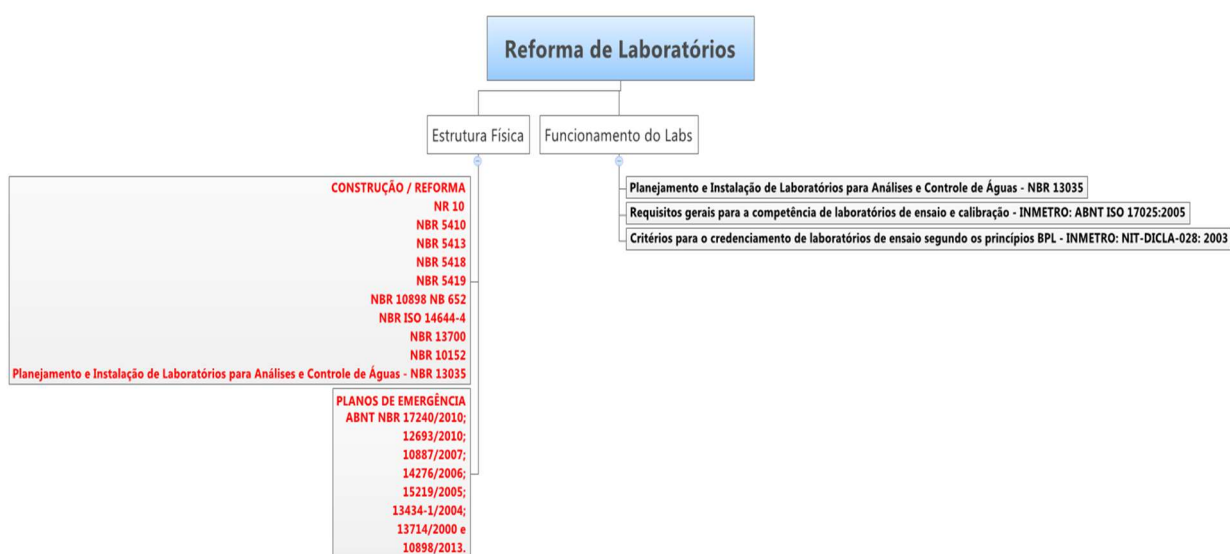 Reforma de Laboratórios
Estrutura Física
Funcionamento do Labs
CONSTRUÇÃO / REFORMA
NR 10
NBR 5410
NBR 5413
NBR 5418
NBR 5419
NBR 10898 NB 652
NBR ISO 14644-4
NBR 13700
NBR 10152
Planejamento e Instalação de Laboratórios para Análises e Controle de Águas - NBR 13035
PLANOS DE EMERGÊNCIA
ABNT NBR 17240/2010;
12693/2010;
10887/2007;
14276/2006;
15219/2005;
13434-1/2004;
13714/2000 e
10898/2013.
Planejamento e Instalação de Laboratórios para Análises e Controle de Águas - NBR 13035
Requisitos gerais para a competência de laboratórios de ensaio e calibração - INMETRO: ABNT ISO 17025:2005
Critérios para o credenciamento de laboratórios de ensaio segundo os princípios BPL - INMETRO: NIT-DICLA-028: 2003